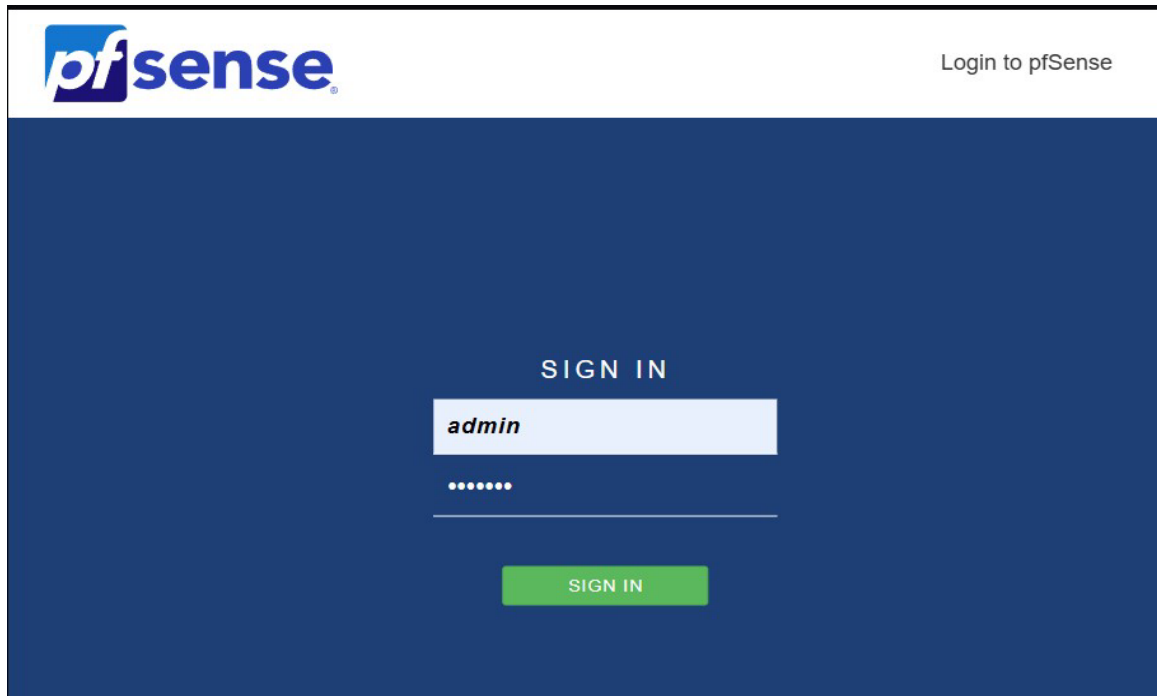 pfsense®
Login to pfSense
SIGN IN
admin
•••••••
SIGN IN